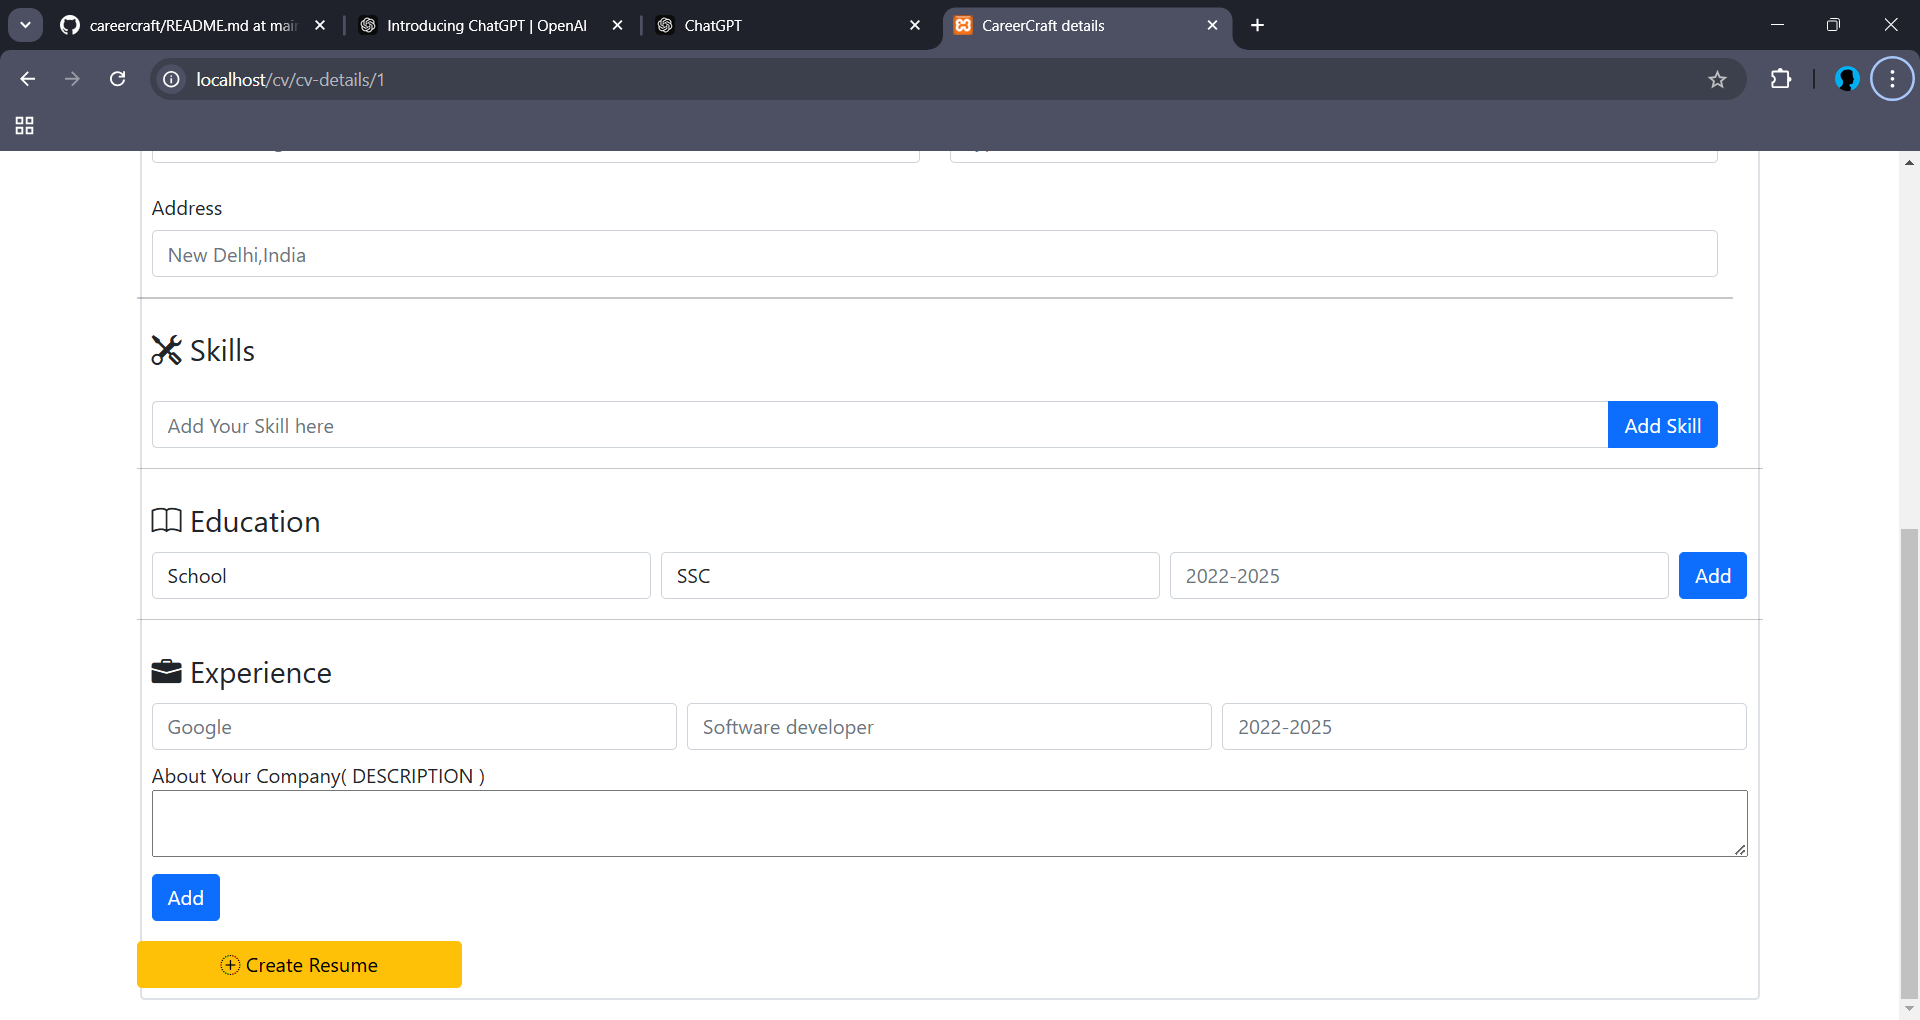 careercraft/README.md at mai
Introducing ChatGPT | OpenAI
ChatGPT
CareerCraft details
localhost/cv/cv-details/1
Address
New Delhi,India
Skills
Add Your Skill here
Add Skill
Education
School
SSC
2022-2025
Add
Experience
Google
Software developer
2022-2025
About Your Company( DESCRIPTION )
Add
Create Resume